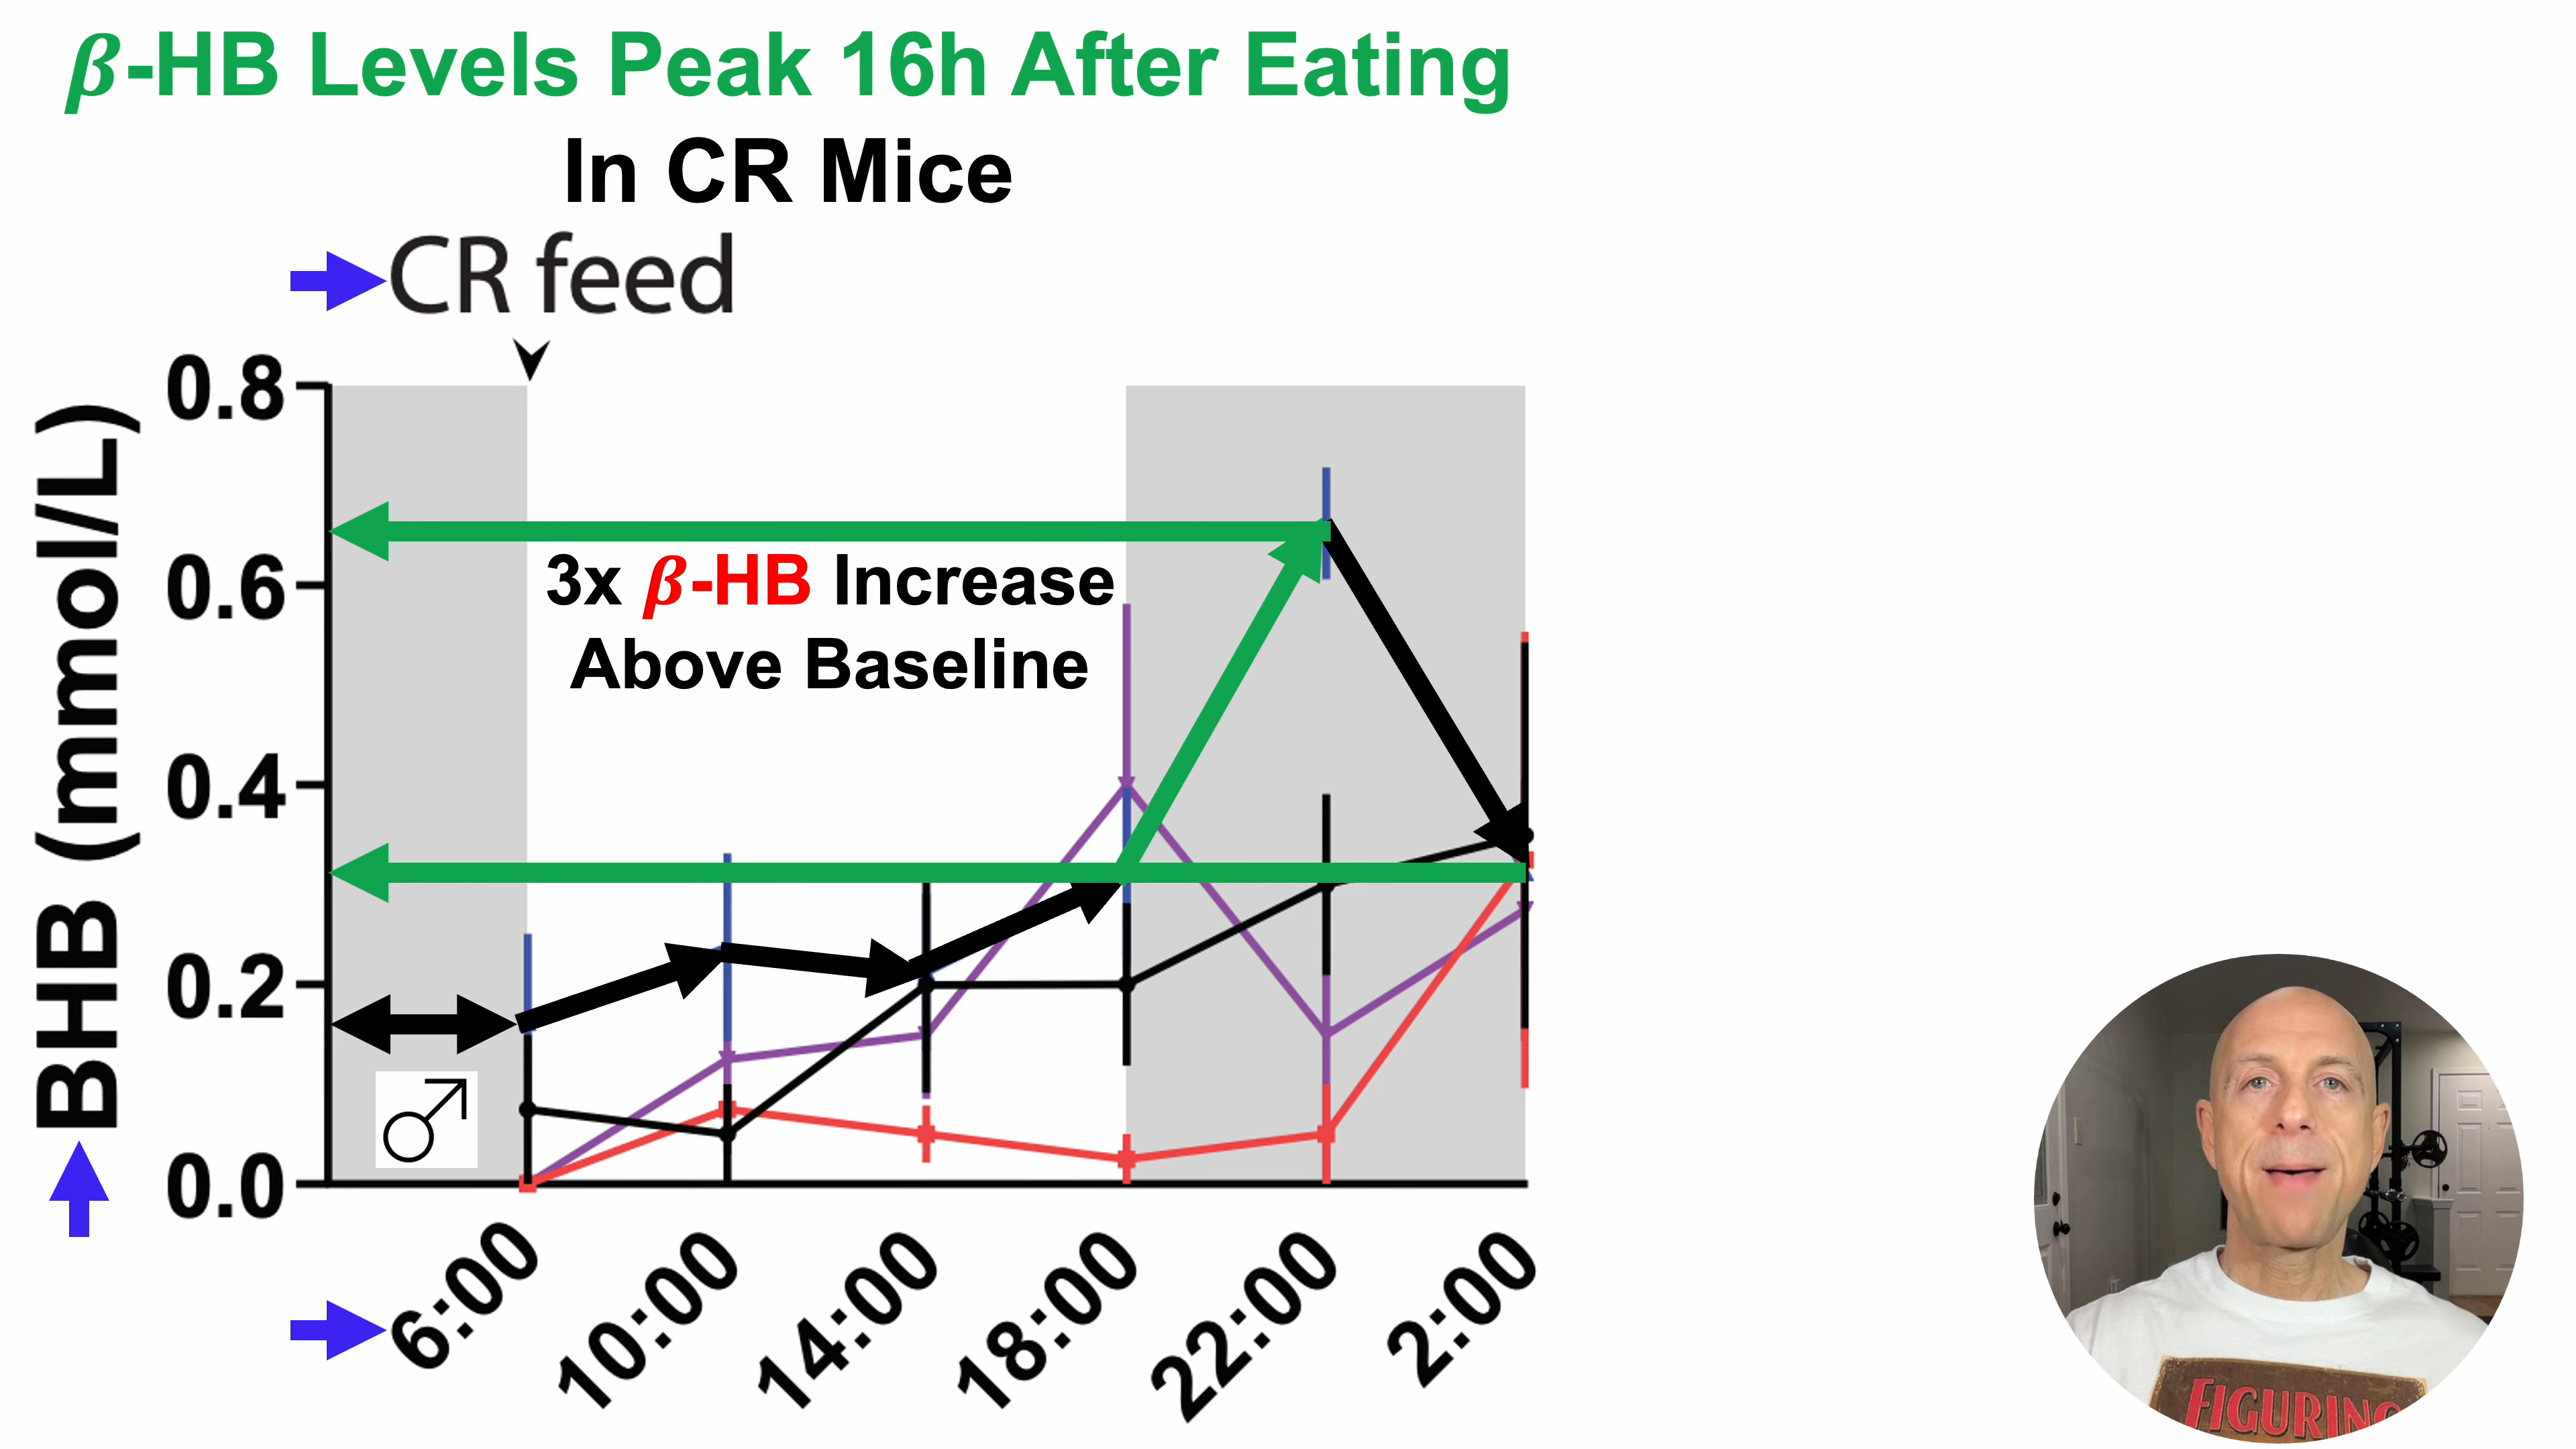 β-HB Levels Peak 16h After Eating
In CR Mice
CR feed
0.8
0.6
0.4
0.2
0.0
BHB (mmol/L)
3x β-HB Increase
Above Baseline
6:00
10:00
14:00
18:00
22:00
2:00
FIGURING